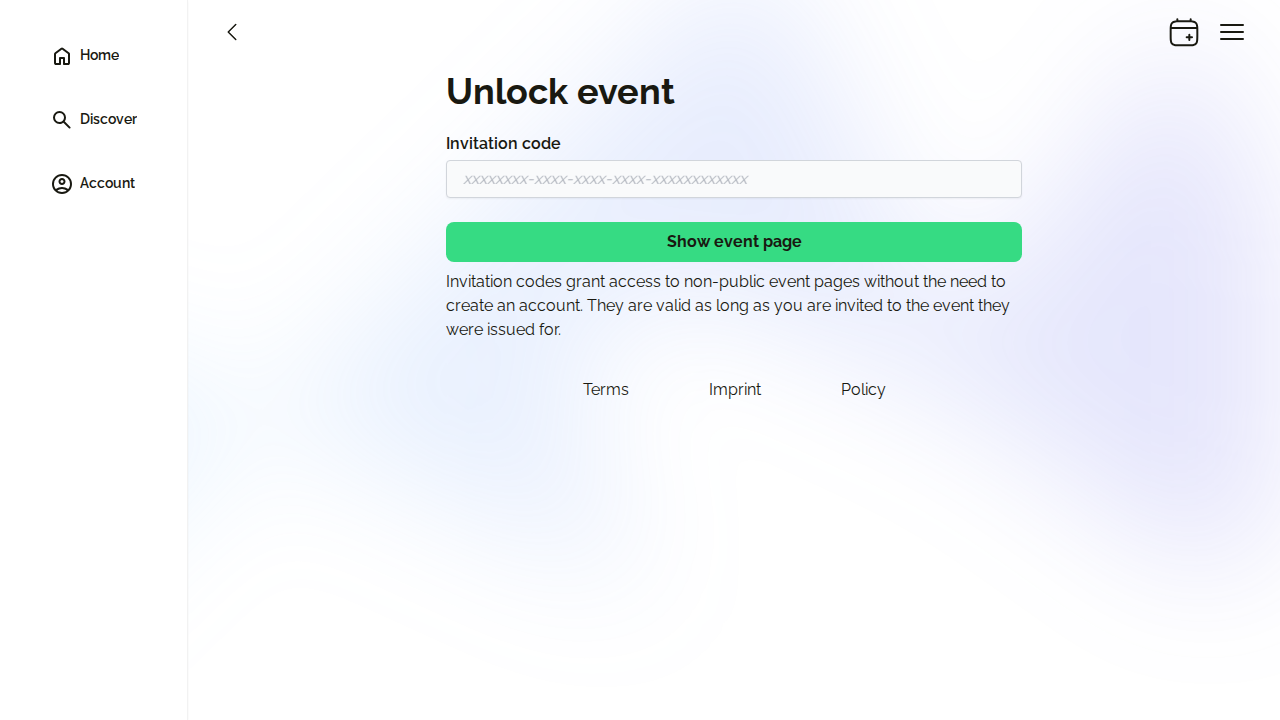 Home
Discover
Account
Unlock event
Invitation code
xxxxxxxx-xxxx-xxxx-xxxx-xxxxxxxxxxxx
Show event page
Invitation codes grant access to non-public event pages without the need to
create an account. They are valid as long as you are invited to the event they
were issued for.
Terms Imprint Policy